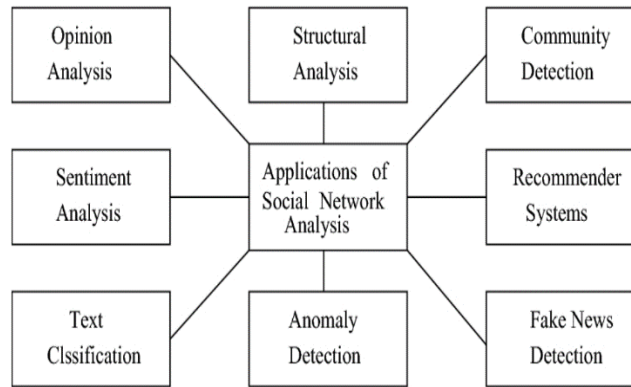 Opinion
Analysis
Structural
Analysis
Community
Detection
Sentiment
Analysis
Applications of
Social Network
Analysis
Recommender
Systems
Text
Clssification
Anomaly
Detection
Fake News
Detection